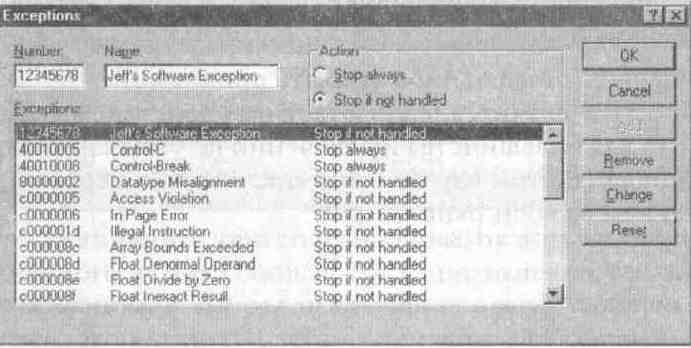 Exceptions
Number:
Name:
Action
12345678
Jeff's Software Exception
Stop always
Stop if not handled
Exceptions:
12345678 Jeff's Software Exception Stop if not handled
40010005 Control-C Stop always
40010008 Control-Break Stop always
80000002 Datatype Misalignment Stop if not handled
c0000005 Access Violation Stop if not handled
c0000006 In Page Error Stop if not handled
c000001d Illegal Instruction Stop if not handled
c000008c Array Bounds Exceeded Stop if not handled
c000008d Float Denormal Operand Stop if not handled
c000008e Float Divide by Zero Stop if not handled
c000008f Float Inexact Result Stop if not handled
OK
Cancel
Add
Remove
Change
Reset